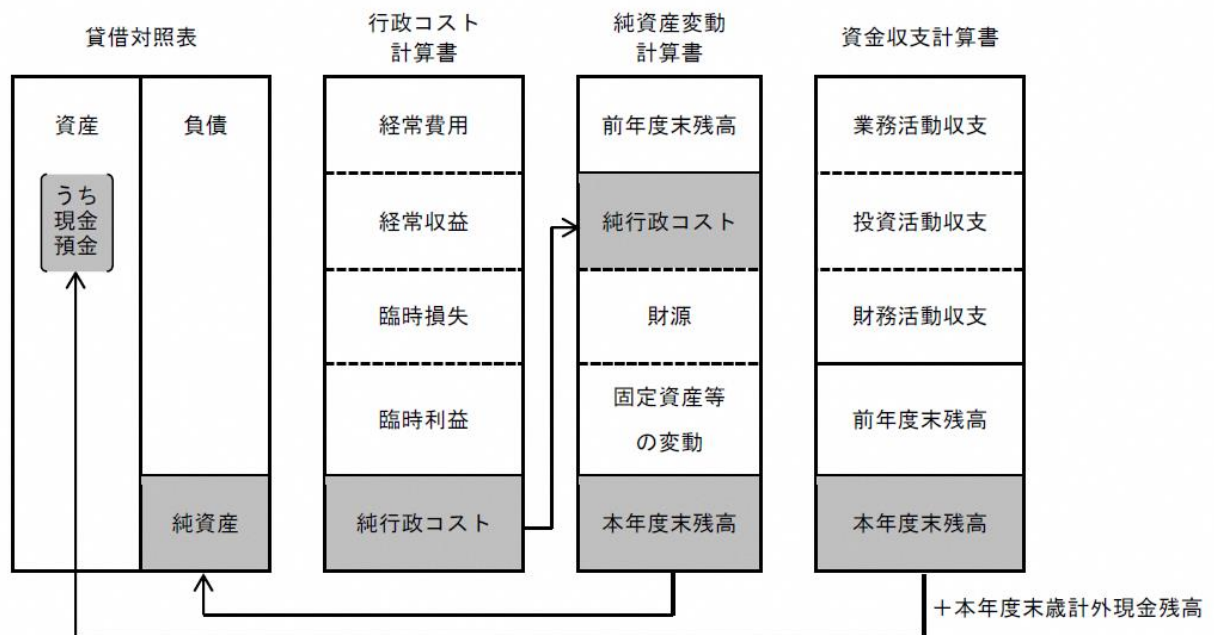 貸借対照表
資産
うち
現金
預金
負債
純資産
行政コスト
計算書
経常費用
経常収益
臨時損失
臨時利益
純行政コスト
純資産変動
計算書
前年度末残高
純行政コスト
財源
固定資産等
の変動
本年度末残高
資金収支計算書
業務活動収支
投資活動収支
財務活動収支
前年度末残高
本年度末残高
＋本年度末歳計外現金残高